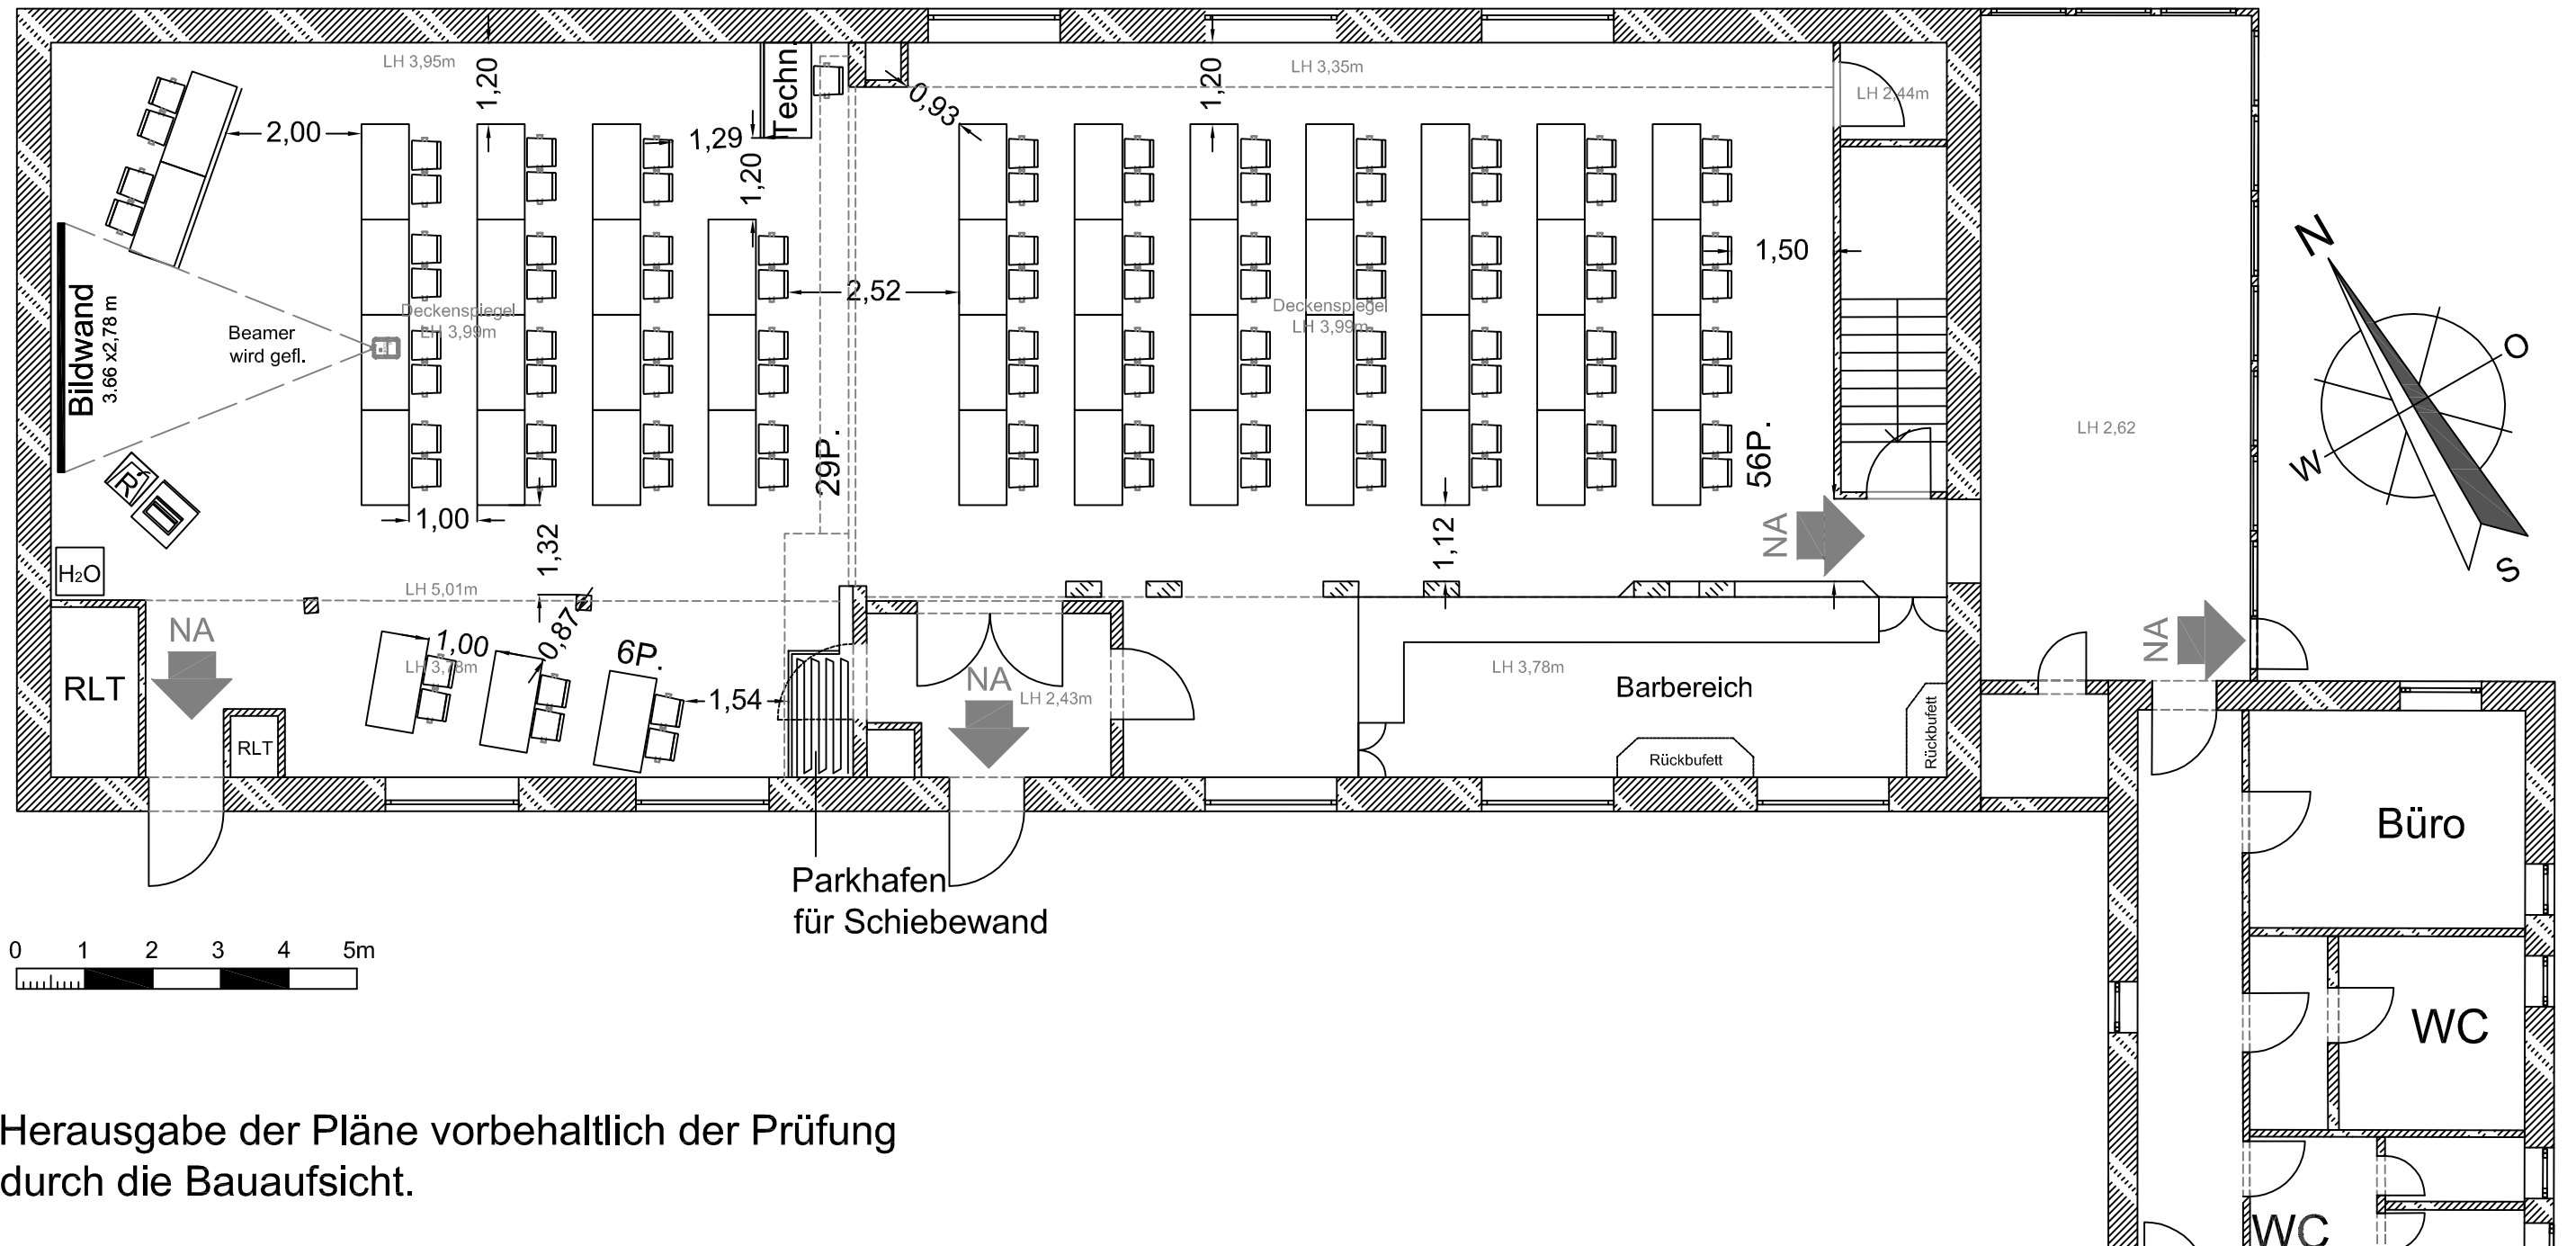 LH 3,95m
1,20
Techn.
LH 3,35m
1,20
0,93
LH 2,44m
2,00
1,29
1,20
N
1,50
2,52
Bildwand
3.66 x2,78 m
Beamer
wird gefl.
Deckenspiegel
LH 3,99m
Deckenspiegel
LH 3,99m
O
W
S
LH 2,62
29P.
56P.
R
1,00
1,32
1,12
NA
H2O
LH 5,01m
NA
1,00
0,87
6P.
LH 3,78m
NA
LH 2,43m
LH 3,78m
NA
RLT
1,54
Barbereich
RLT
Rückbufett
Rückbufett
Büro
Parkhafen
für Schiebewand
0 1 2 3 4 5m
WC
Herausgabe der Pläne vorbehaltlich der Prüfung
durch die Bauaufsicht.
WC